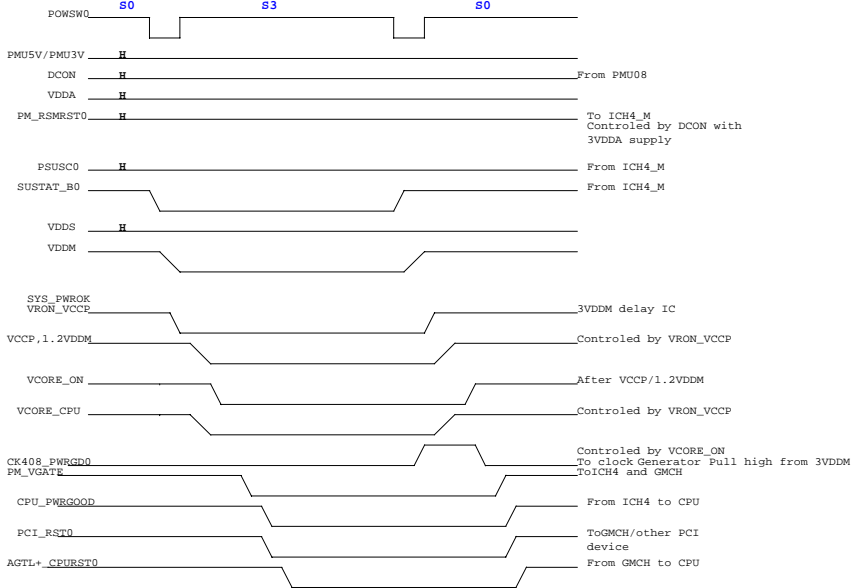 S0 S3 S0
POWSW0
PMU5V/PMU3V H
DCON H From PMU08
VDDA H
PM_RSMRST0 H To ICH4_M
Controled by DCON with
3VDDA supply
PSUSC0 H From ICH4_M
SUSTAT_B0 From ICH4_M
VDDS H
VDDM
SYS_PWROK
VRON_VCCP 3VDDM delay IC
VCCP,1.2VDDM Controled by VRON_VCCP
VCORE_ON After VCCP/1.2VDDM
VCORE_CPU Controled by VRON_VCCP
Controled by VCORE_ON
CK408_PWRGD0 To clock Generator Pull high from 3VDDM
PM_VGATE ToICH4 and GMCH
CPU_PWRGOOD From ICH4 to CPU
PCI_RST0 ToGMCH/other PCI
device
AGTL+_CPURST0 From GMCH to CPU